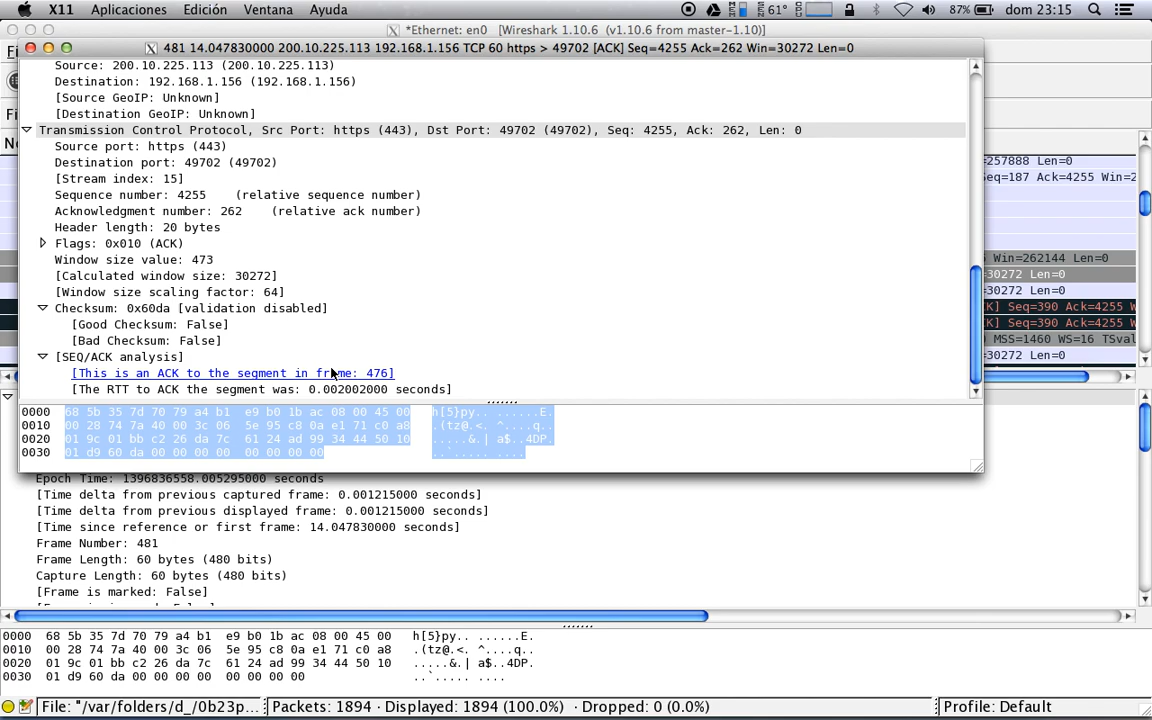 X11 Aplicaciones Edición Ventana Ayuda 61° 87% dom 23:15
*Ethernet: en0 [Wireshark 1.10.6 (v1.10.6 from master-1.10)]
481 14.047830000 200.10.225.113 192.168.1.156 TCP 60 https > 49702 [ACK] Seq=4255 Ack=262 Win=30272 Len=0
Source: 200.10.225.113 (200.10.225.113)
Destination: 192.168.1.156 (192.168.1.156)
[Source GeoIP: Unknown]
[Destination GeoIP: Unknown]
Transmission Control Protocol, Src Port: https (443), Dst Port: 49702 (49702), Seq: 4255, Ack: 262, Len: 0
Source port: https (443)
Destination port: 49702 (49702)
[Stream index: 15]
Sequence number: 4255 (relative sequence number)
Acknowledgment number: 262 (relative ack number)
Header length: 20 bytes
Flags: 0x010 (ACK)
Window size value: 473
[Calculated window size: 30272]
[Window size scaling factor: 64]
Checksum: 0x60da [validation disabled]
[Good Checksum: False]
[Bad Checksum: False]
[SEQ/ACK analysis]
[This is an ACK to the segment in frame: 476]
[The RTT to ACK the segment was: 0.002002000 seconds]
0000 68 5b 35 7d 70 79 a4 b1 e9 b0 1b ac 08 00 45 00 h[5}py.. ......E.
0010 00 28 74 7a 40 00 3c 06 5e 95 c8 0a e1 71 c0 a8 .(tz@.<. ^....q..
0020 01 9c 01 bb c2 26 da 7c 61 24 ad 99 34 44 50 10 .....&.| a$..4DP.
0030 01 d9 60 da 00 00 00 00 00 00 00 00 ..`..... ....
257888 Len=0
Seq=187 Ack=4255 Win=2
Win=262144 Len=0
30272 Len=0
30272 Len=0
K] Seq=390 Ack=4255 W
K] Seq=390 Ack=4255 W
MSS=1460 WS=16 TSval
30272 Len=0
Epoch Time: 1396836558.005295000 seconds
[Time delta from previous captured frame: 0.001215000 seconds]
[Time delta from previous displayed frame: 0.001215000 seconds]
[Time since reference or first frame: 14.047830000 seconds]
Frame Number: 481
Frame Length: 60 bytes (480 bits)
Capture Length: 60 bytes (480 bits)
[Frame is marked: False]
0000 68 5b 35 7d 70 79 a4 b1 e9 b0 1b ac 08 00 45 00 h[5}py.. ......E.
0010 00 28 74 7a 40 00 3c 06 5e 95 c8 0a e1 71 c0 a8 .(tz@.<. ^....q..
0020 01 9c 01 bb c2 26 da 7c 61 24 ad 99 34 44 50 10 .....&.| a$..4DP.
0030 01 d9 60 da 00 00 00 00 00 00 00 00 ..`..... ....
File: "/var/folders/d_/0b23p... Packets: 1894 · Displayed: 1894 (100.0%) · Dropped: 0 (0.0%) Profile: Default